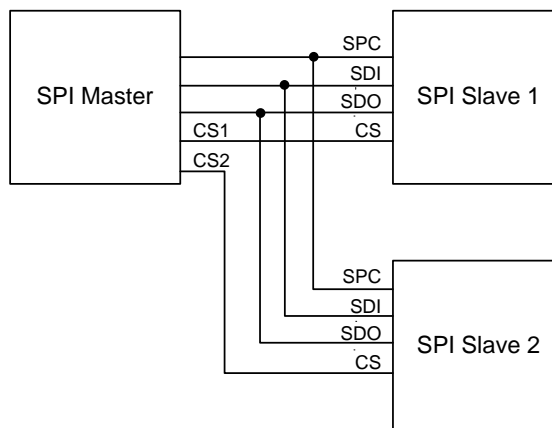 SPI Master
CS1
CS2
SPC
SDI
SDO
CS
SPI Slave 1
SPC
SDI
SDO
CS
SPI Slave 2